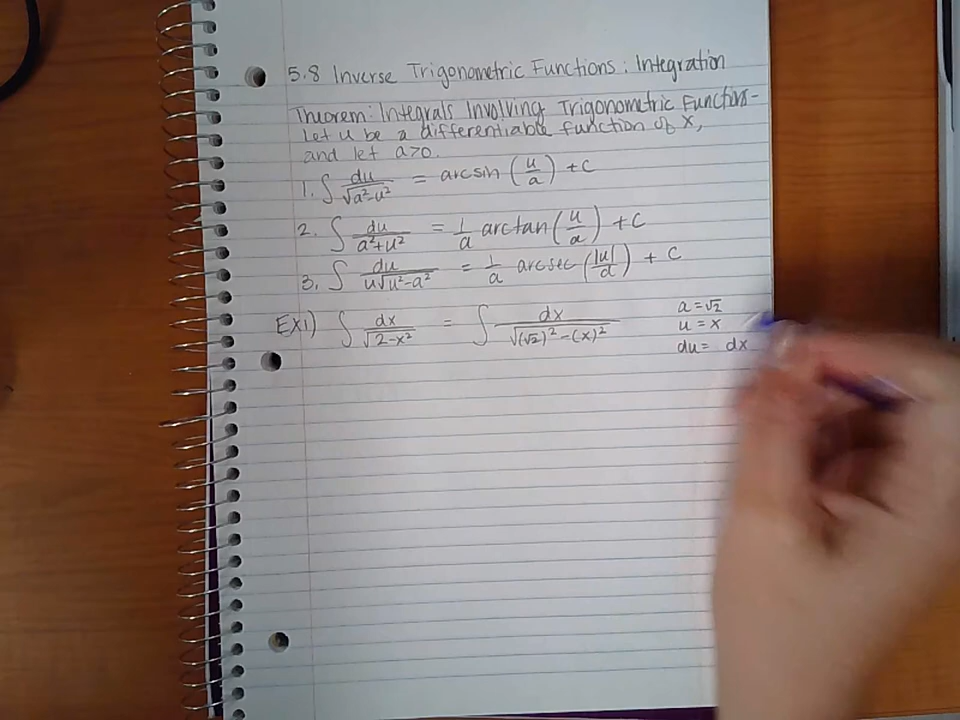 5.8 Inverse Trigonometric Functions: Integration
Theorem: Integrals Involving Trigonometric Functions-
Let u be a differentiable function of x,
and let a>0.
1. ∫ du/√(a²-u²) = arcsin (u/a) + C
2. ∫ du/(a²+u²) = 1/a arctan (u/a) + C
3. ∫ du/(u√(u²-a²)) = 1/a arcsec (|u|/a) + C
EX1) ∫ dx/√(2-x²) = ∫ dx/√((√2)²-(x)²)
a=√2
u=x
du= dx